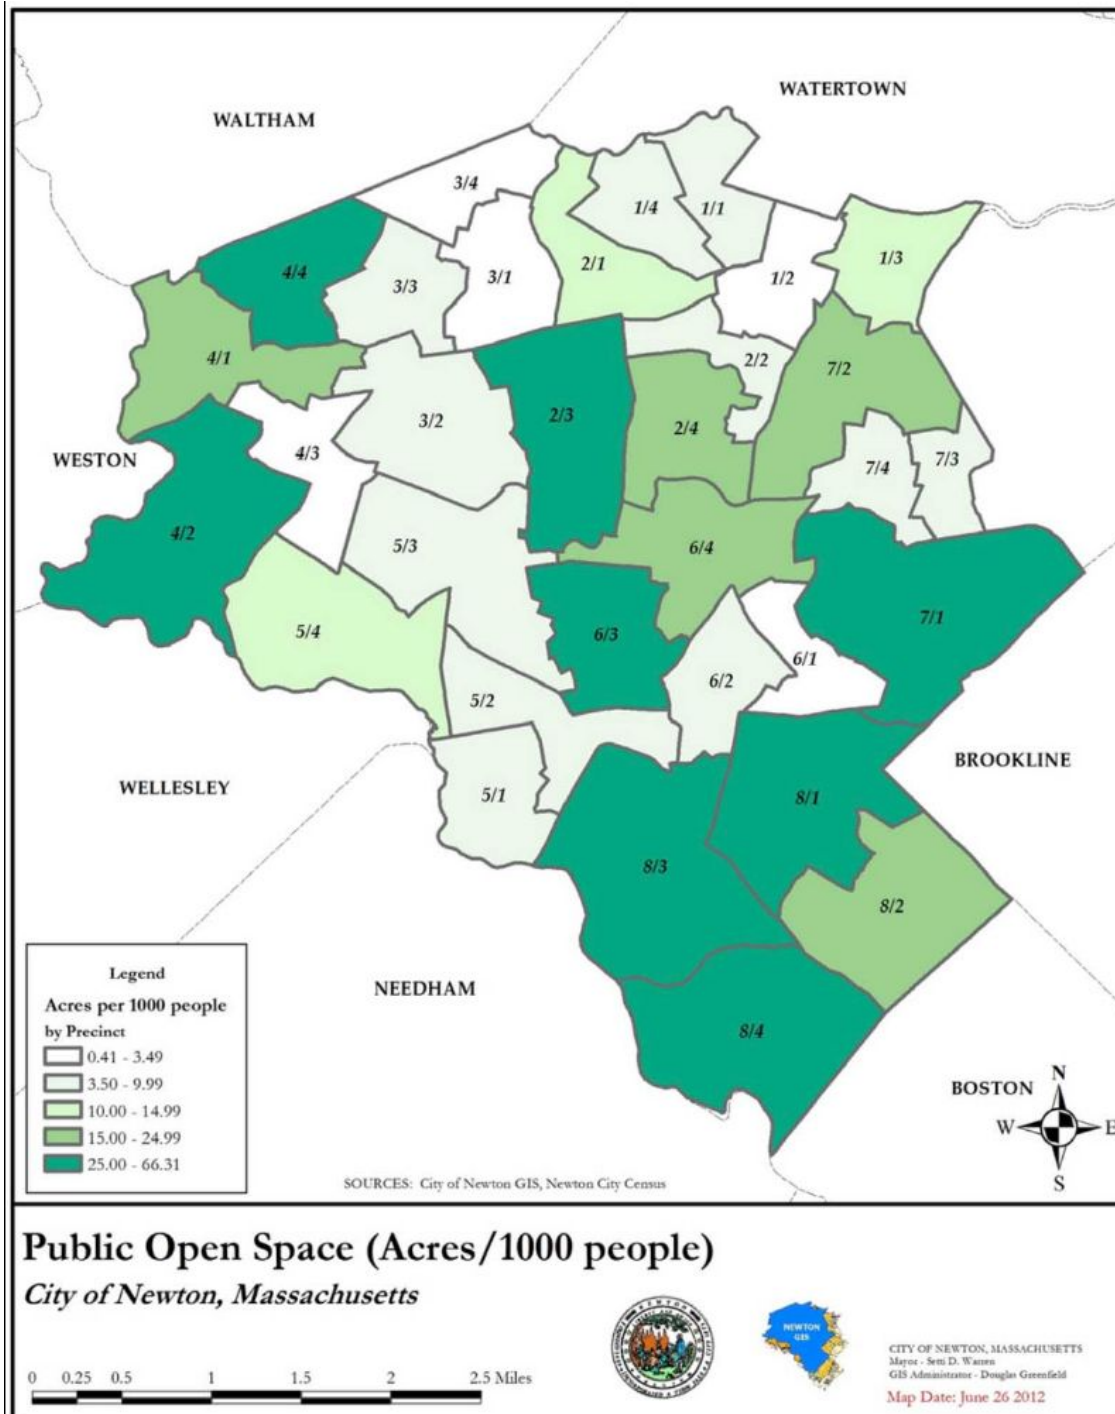 WATERTOWN
WALTHAM
3/4
1/4
1/1
4/4
3/3
3/1
2/1
1/2
1/3
4/1
2/2
7/2
3/2
2/3
2/4
4/3
WESTON
7/4
7/3
4/2
5/3
6/4
5/4
6/3
7/1
6/1
6/2
5/2
BROOKLINE
WELLESLEY
5/1
8/1
8/3
8/2
NEEDHAM
8/4
BOSTON
N
W
E
S
Legend
Acres per 1000 people
by Precinct
0.41 - 3.49
3.50 - 9.99
10.00 - 14.99
15.00 - 24.99
25.00 - 66.31
SOURCES: City of Newton GIS, Newton City Census
Public Open Space (Acres/1000 people)
City of Newton, Massachusetts
0 0.25 0.5 1 1.5 2 2.5 Miles
NEWTON
GIS
CITY OF NEWTON, MASSACHUSETTS
Mayor - Setti D. Warren
GIS Administrator - Douglas Greenfield
Map Date: June 26 2012